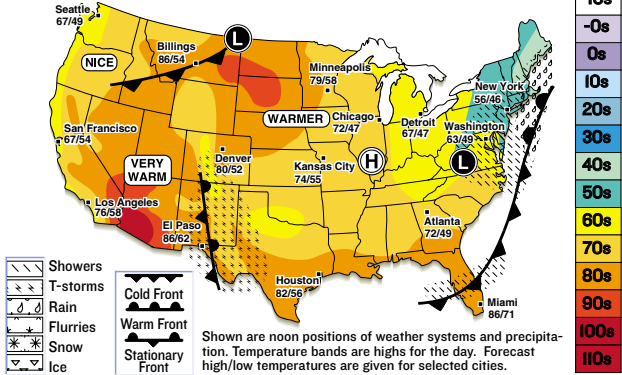 Seattle
67/49
Billings
86/54
L
NICE
Minneapolis
79/58
New York
56/46
WARMER
Chicago
72/47
Detroit
67/47
Washington
63/49
San Francisco
67/54
VERY
WARM
Denver
80/52
Kansas City
74/55
H
L
Los Angeles
76/58
El Paso
86/62
Atlanta
72/49
Houston
82/56
Miami
86/71
-0s
0s
10s
20s
30s
40s
50s
60s
70s
80s
90s
100s
110s
Showers
T-storms
Rain
Flurries
Snow
Ice
Cold Front
Warm Front
Stationary
Front
Shown are noon positions of weather systems and precipita-
tion. Temperature bands are highs for the day. Forecast
high/low temperatures are given for selected cities.